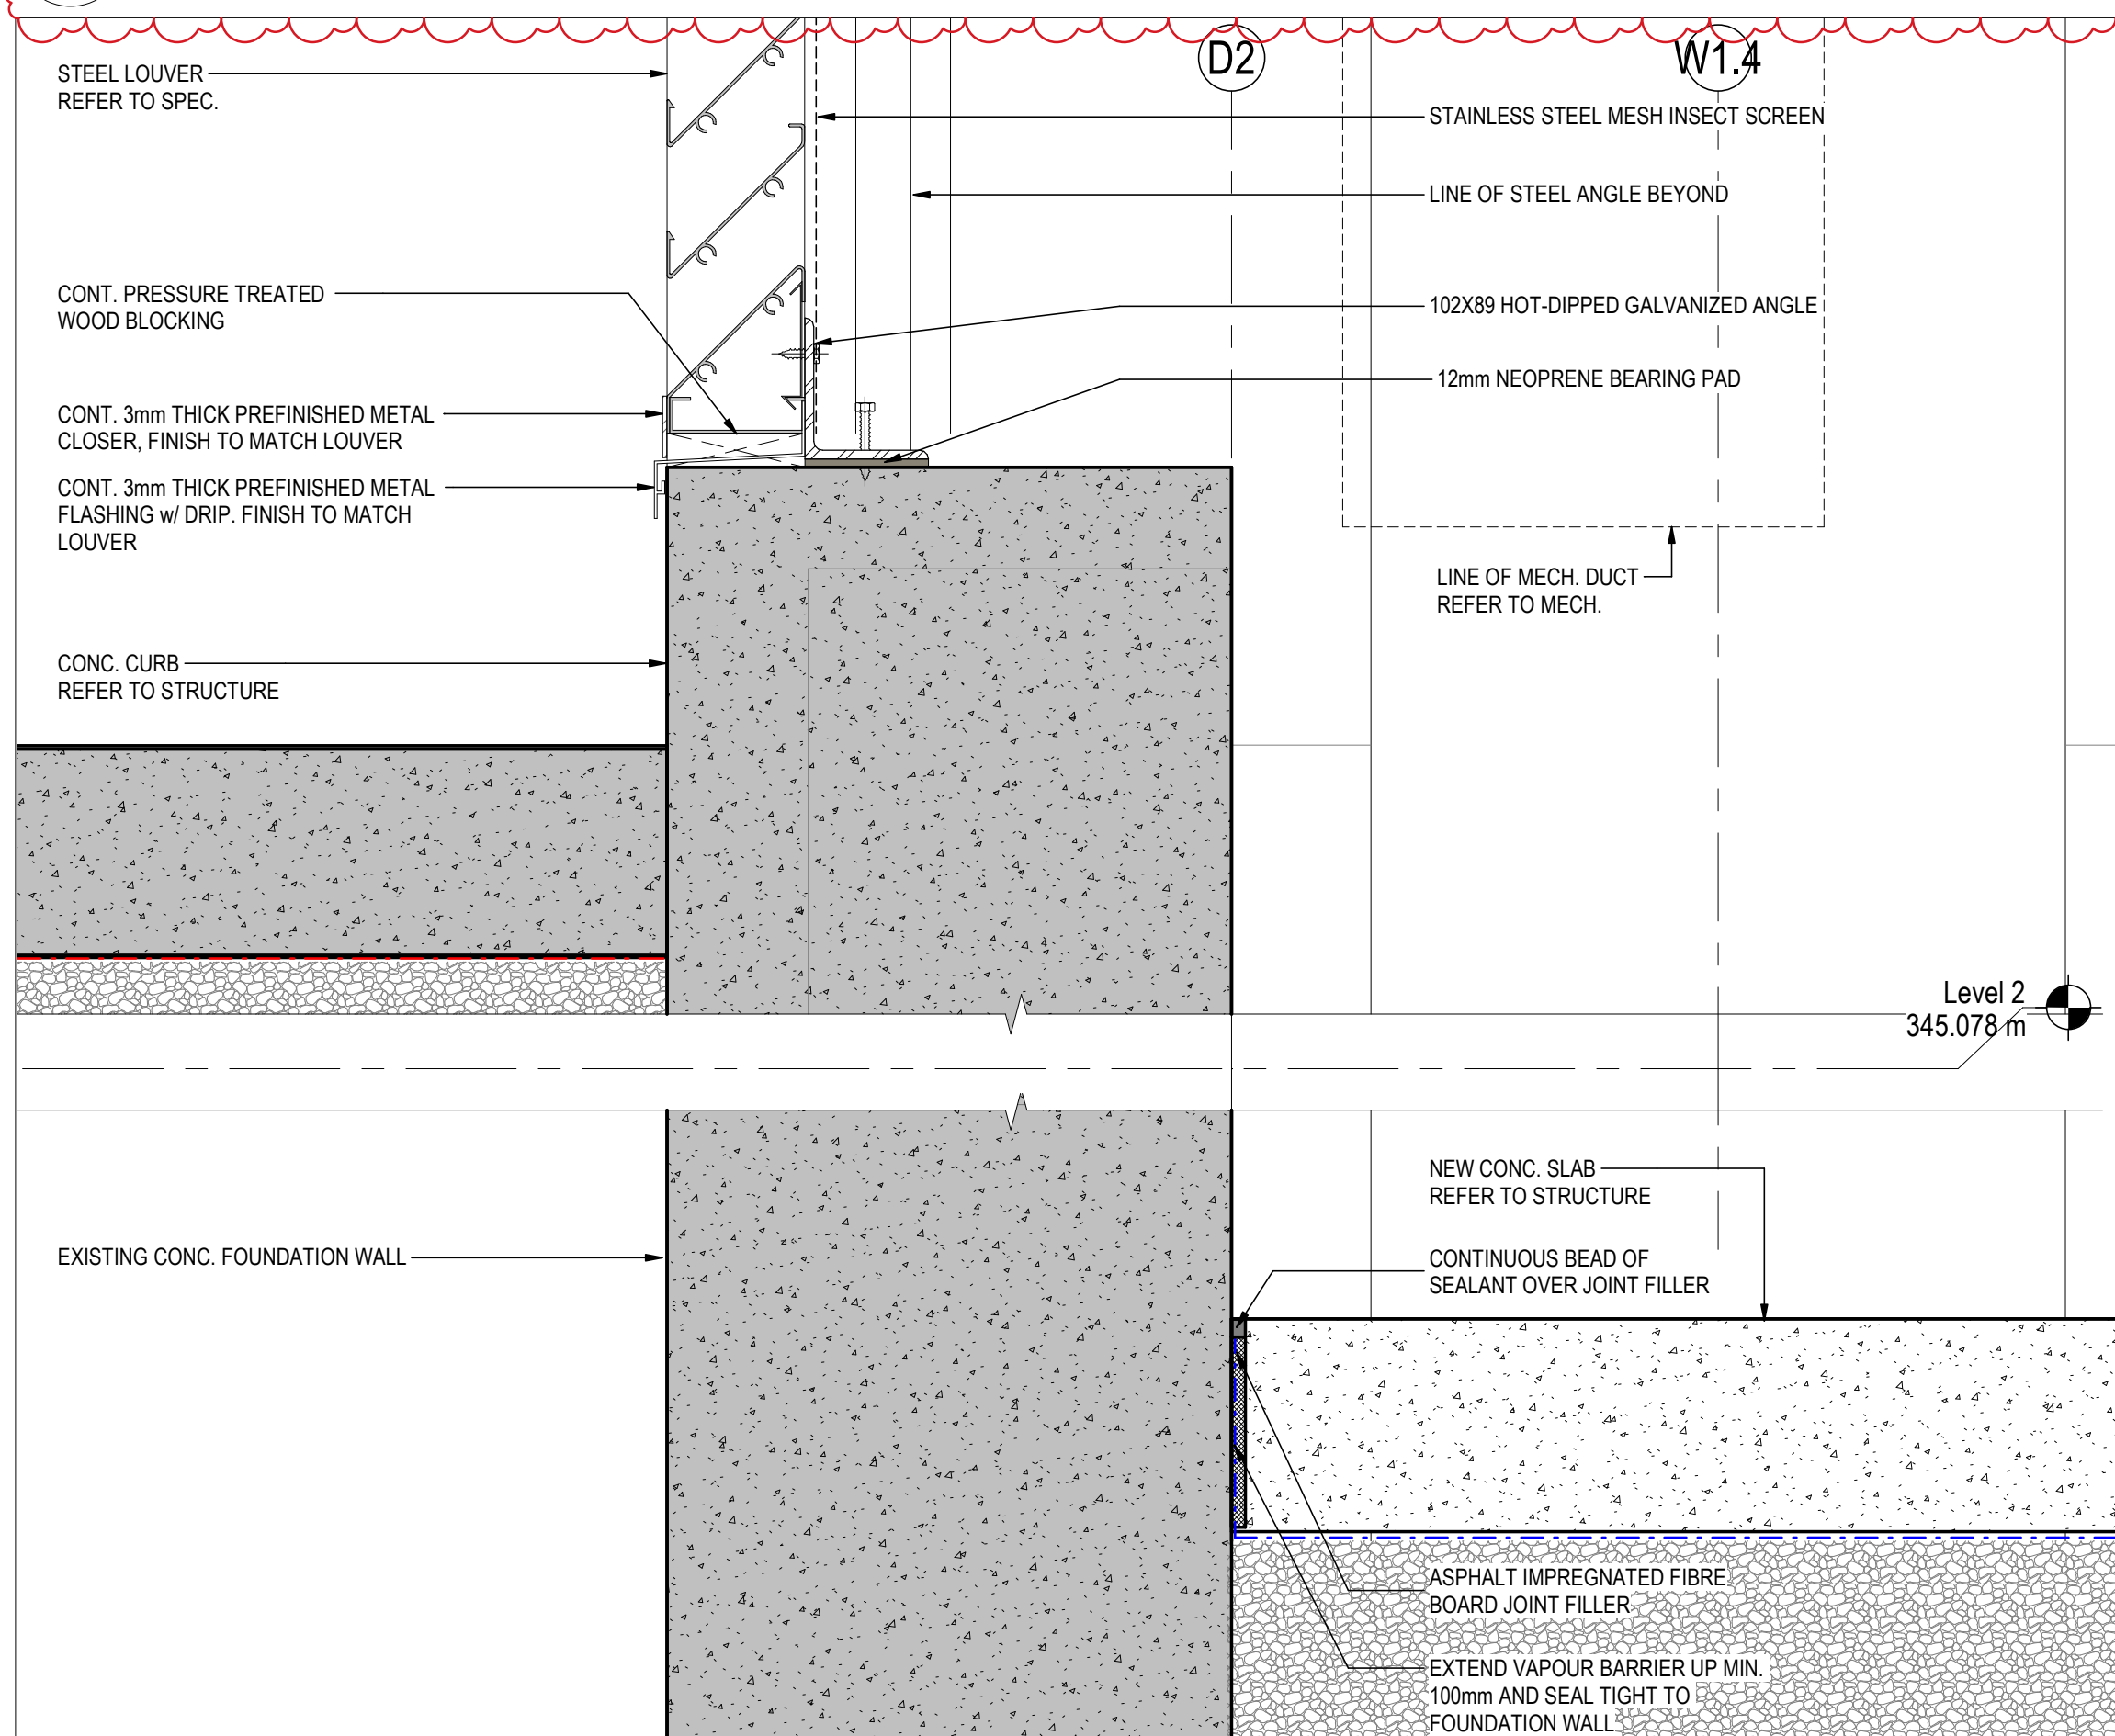 D2
W1.4
STEEL LOUVER
REFER TO SPEC.
STAINLESS STEEL MESH INSECT SCREEN
LINE OF STEEL ANGLE BEYOND
CONT. PRESSURE TREATED
WOOD BLOCKING
102X89 HOT-DIPPED GALVANIZED ANGLE
12mm NEOPRENE BEARING PAD
CONT. 3mm THICK PREFINISHED METAL
CLOSER, FINISH TO MATCH LOUVER
CONT. 3mm THICK PREFINISHED METAL
FLASHING w/ DRIP. FINISH TO MATCH
LOUVER
LINE OF MECH. DUCT
REFER TO MECH.
CONC. CURB
REFER TO STRUCTURE
Level 2
345.078 m
NEW CONC. SLAB
REFER TO STRUCTURE
EXISTING CONC. FOUNDATION WALL
CONTINUOUS BEAD OF
SEALANT OVER JOINT FILLER
ASPHALT IMPREGNATED FIBRE
BOARD JOINT FILLER
EXTEND VAPOUR BARRIER UP MIN.
100mm AND SEAL TIGHT TO
FOUNDATION WALL